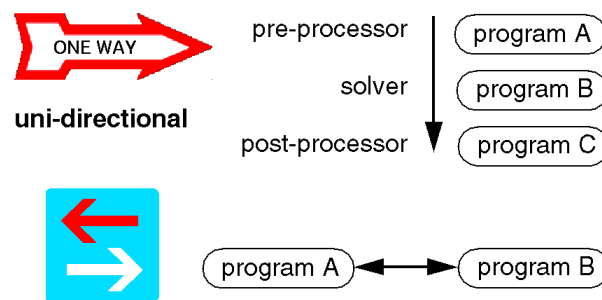 ONE WAY
uni-directional
pre-processor program A
solver program B
post-processor program C
program A program B